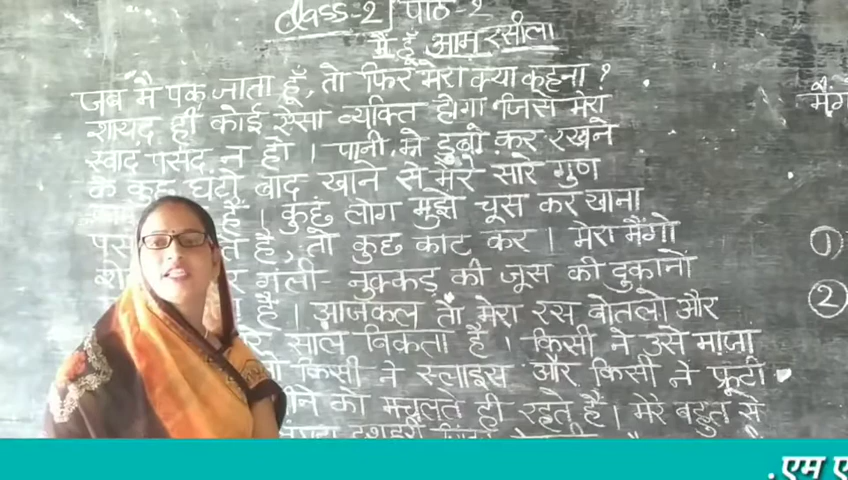 class-2 पाठ-2
मैं हूँ आम रसीला
जब मैं पक जाता हूँ, तो फिर मेरा क्या कहना ?
शायद ही कोई ऐसा व्यक्ति होगा जिसे मेरा
स्वाद पसंद न हो । पानी में डुबो कर रखने
के कुछ घंटों बाद खाने से मेरे सारे गुण
हैं । कुछ लोग मुझे चूस कर खाना
ते है, तो कुछ काट कर । मेरा मैंगो
र गली-नुक्कड़ की जूस की दुकानों
है । आजकल तो मेरा रस बोतलों और
साल बिकता है । किसी ने उसे माज़ा
किसी ने स्लाइस और किसी ने फ्रूटी
ीने को मचलते ही रहते है । मेरे बहुत से
मैंग
①
②
.एम ए